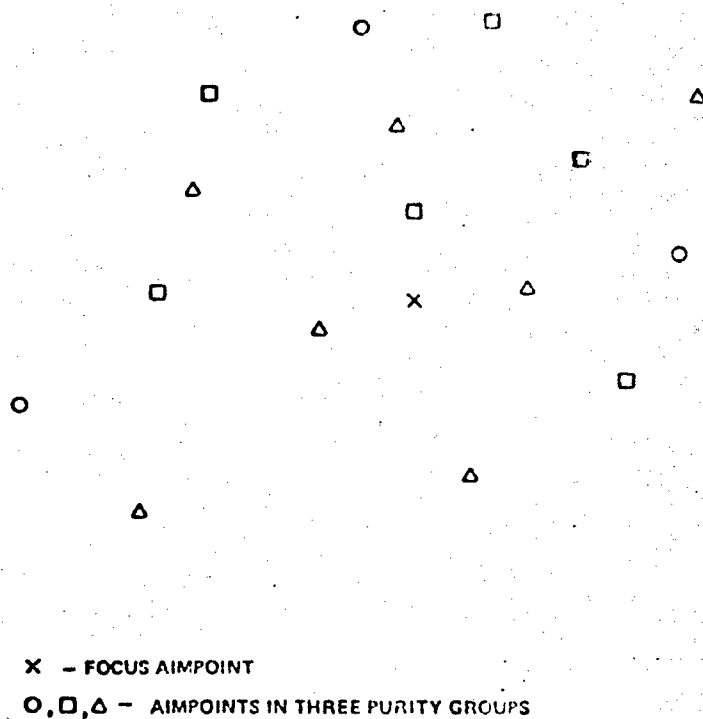 × – FOCUS AIMPOINT
○,□,△ – AIMPOINTS IN THREE PURITY GROUPS